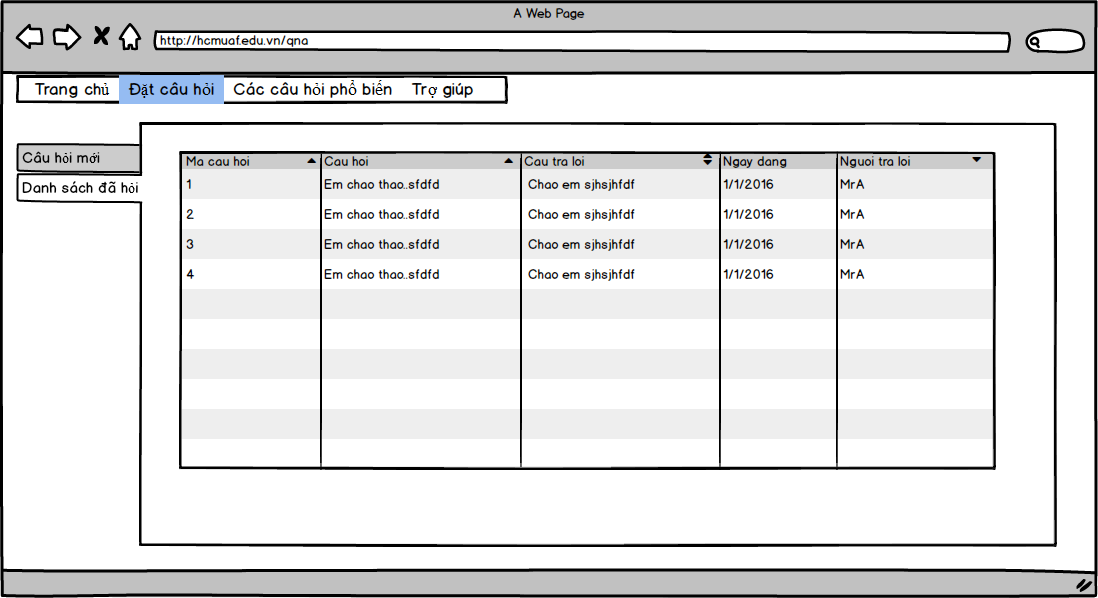 A Web Page
http://hcmuaf.edu.vn/qna
Trang chủ Đặt câu hỏi Các câu hỏi phổ biến Trợ giúp
Câu hỏi mới
Danh sách đã hỏi
Ma cau hoi Cau hoi Cau tra loi Ngay dang Nguoi tra loi
1 Em chao thao..sfdfd Chao em sjhsjhfdf 1/1/2016 MrA
2 Em chao thao..sfdfd Chao em sjhsjhfdf 1/1/2016 MrA
3 Em chao thao..sfdfd Chao em sjhsjhfdf 1/1/2016 MrA
4 Em chao thao..sfdfd Chao em sjhsjhfdf 1/1/2016 MrA